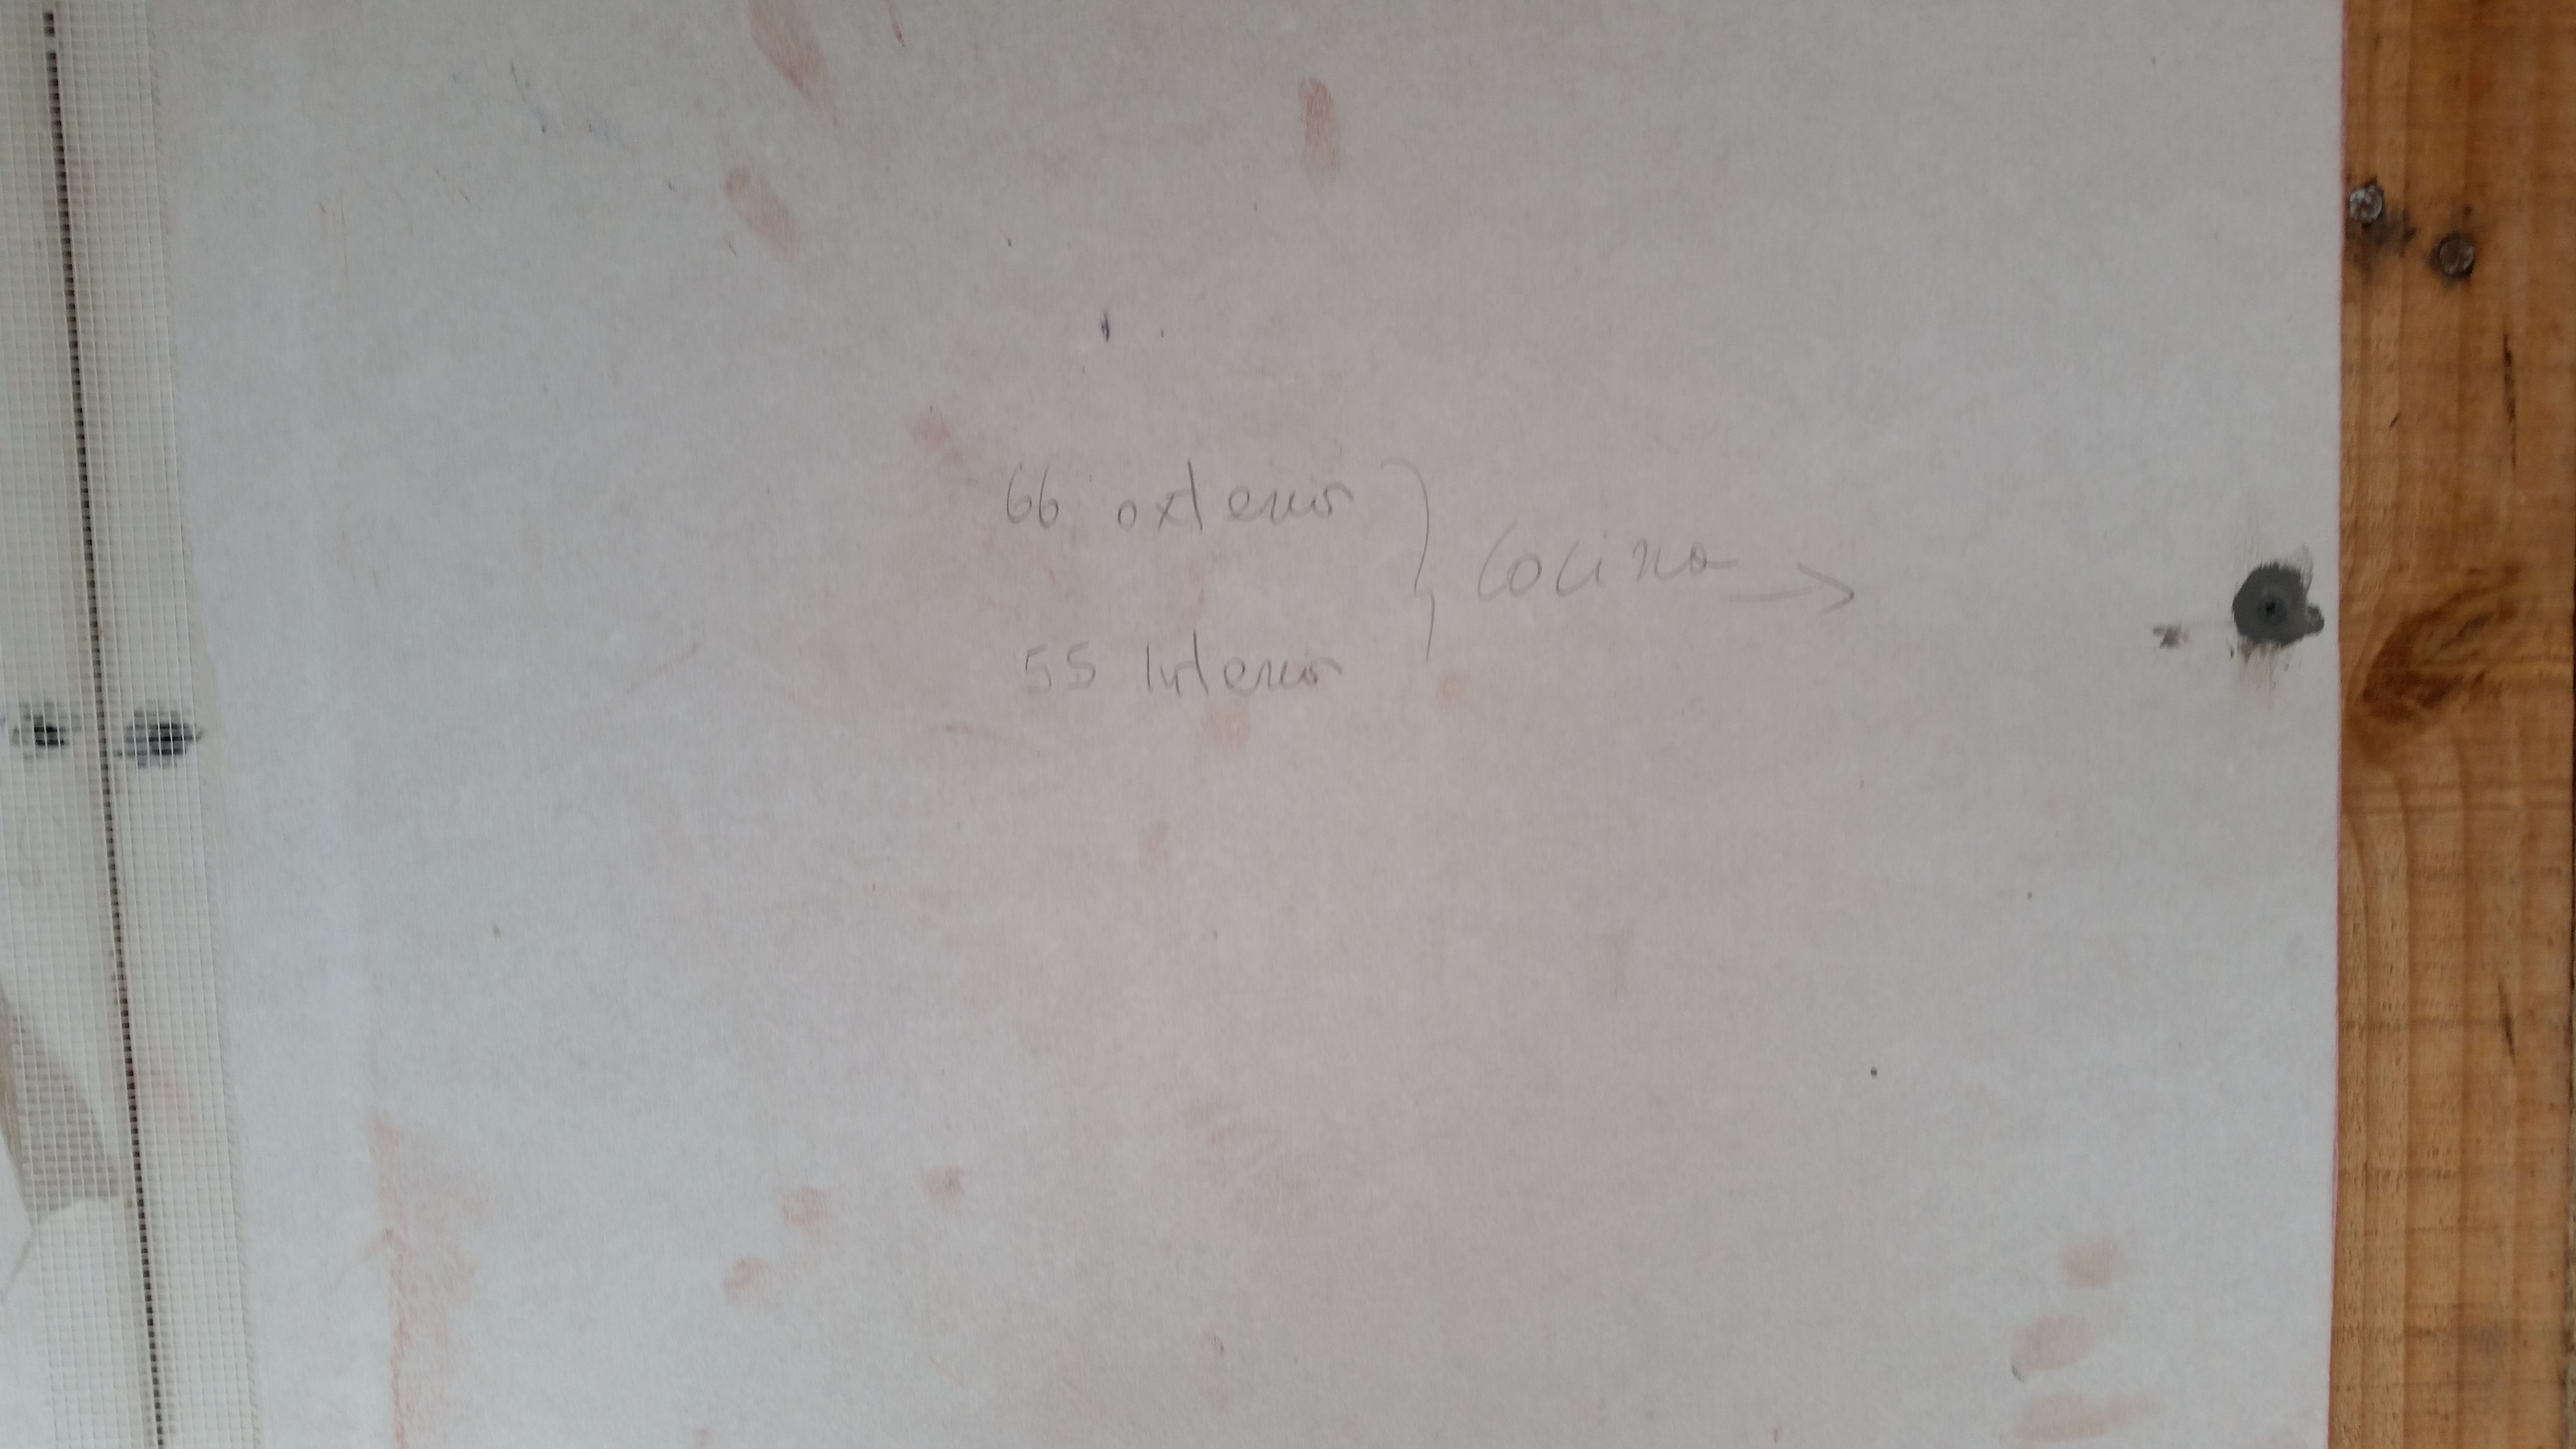 66 exterior
55 Interior
} Cocina →